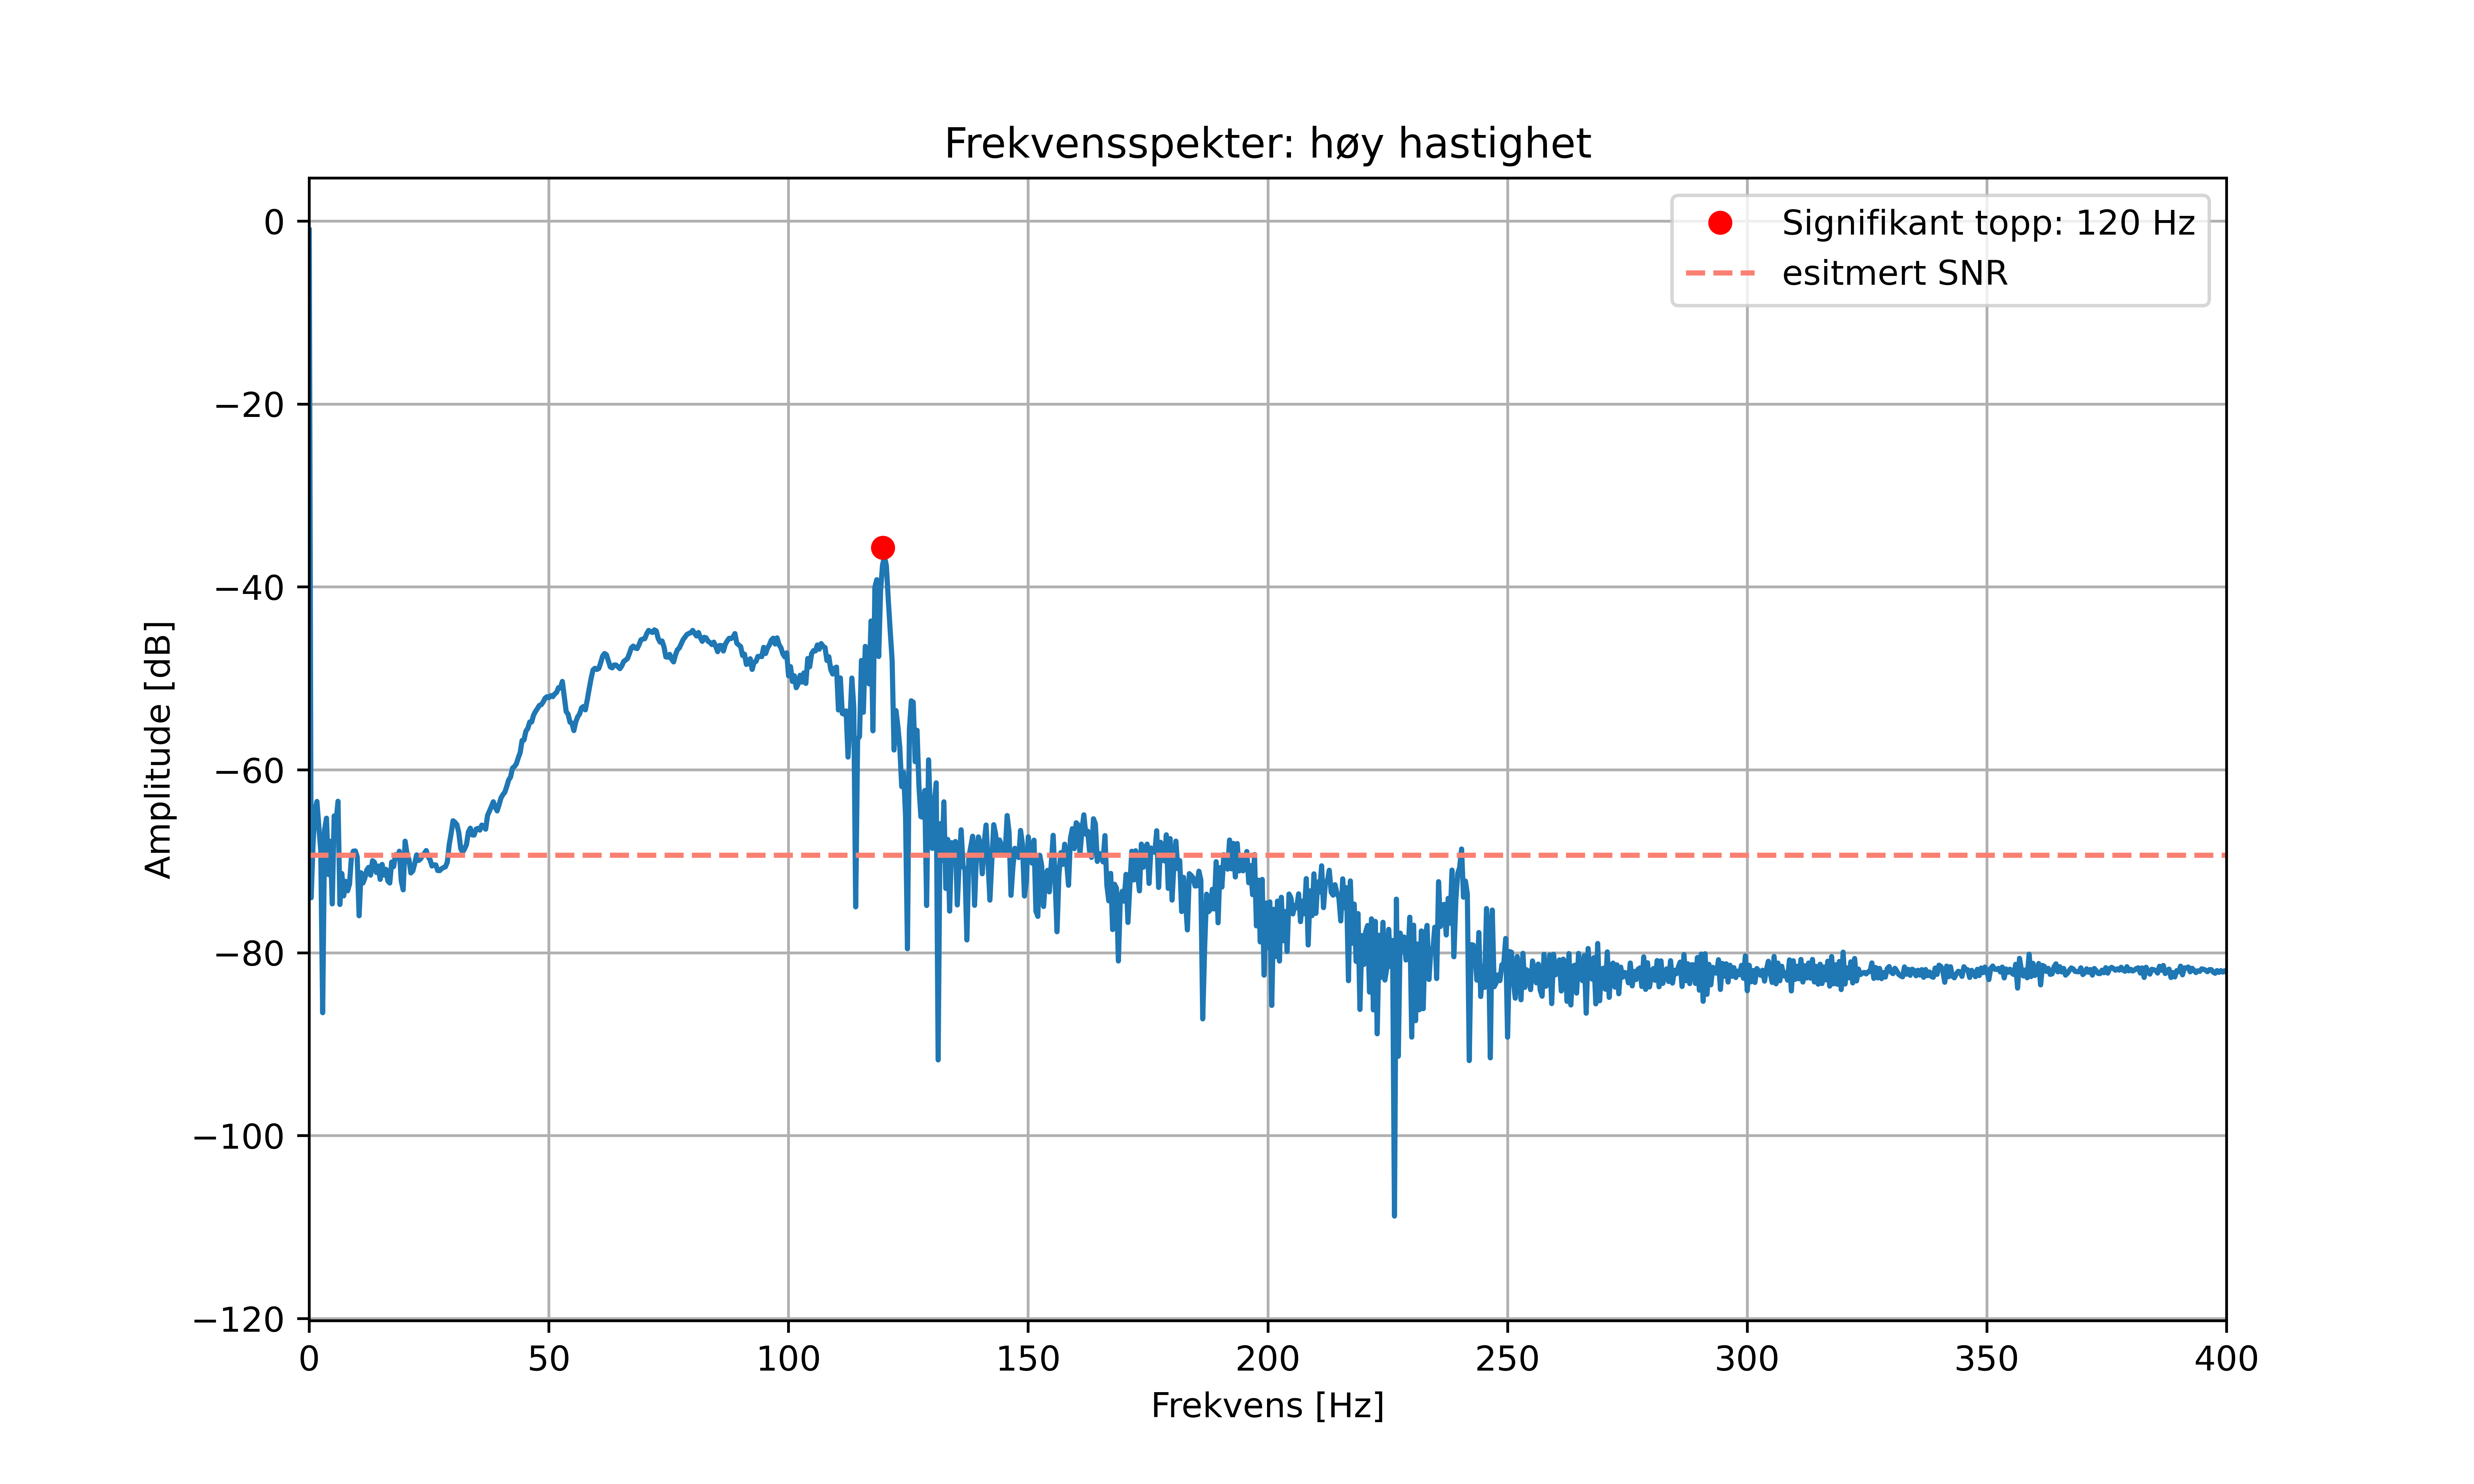 Frekvensspekter: høy hastighet
Signifikant topp: 120 Hz
esitmert SNR
Amplitude [dB]
0
−20
−40
−60
−80
−100
−120
0 50 100 150 200 250 300 350 400
Frekvens [Hz]